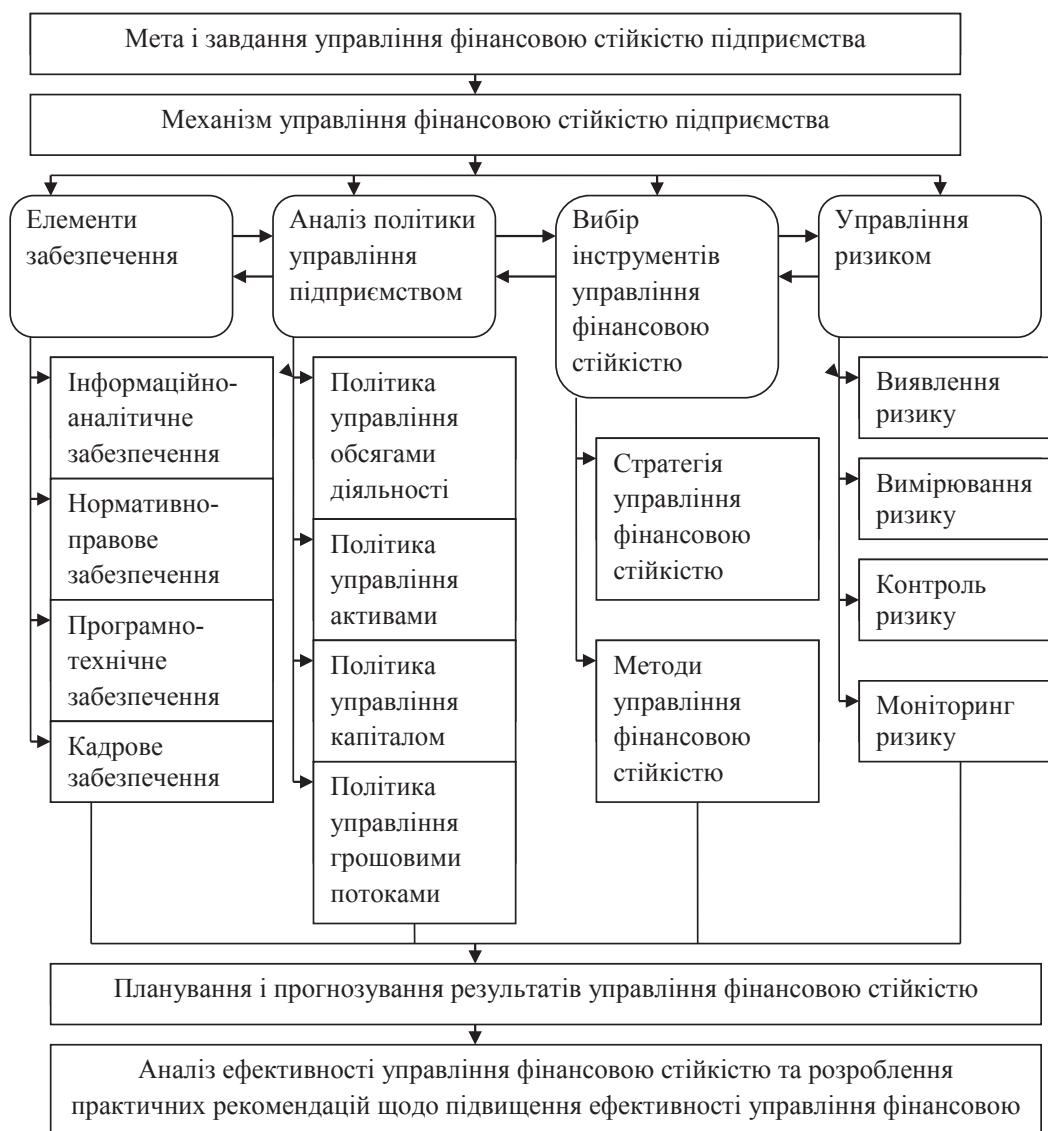 Мета і завдання управління фінансовою стійкістю підприємства
Механізм управління фінансовою стійкістю підприємства
Елементи
забезпечення
Аналіз політики
управління
підприємством
Вибір
інструментів
управління
фінансовою
стійкістю
Управління
ризиком
Інформаційно-
аналітичне
забезпечення
Нормативно-
правове
забезпечення
Програмно-
технічне
забезпечення
Кадрове
забезпечення
Політика
управління
обсягами
діяльності
Політика
управління
активами
Політика
управління
капіталом
Політика
управління
грошовими
потоками
Стратегія
управління
фінансовою
стійкістю
Методи
управління
фінансовою
стійкістю
Виявлення
ризику
Вимірювання
ризику
Контроль
ризику
Моніторинг
ризику
Планування і прогнозування результатів управління фінансовою стійкістю
Аналіз ефективності управління фінансовою стійкістю та розроблення
практичних рекомендацій щодо підвищення ефективності управління фінансовою